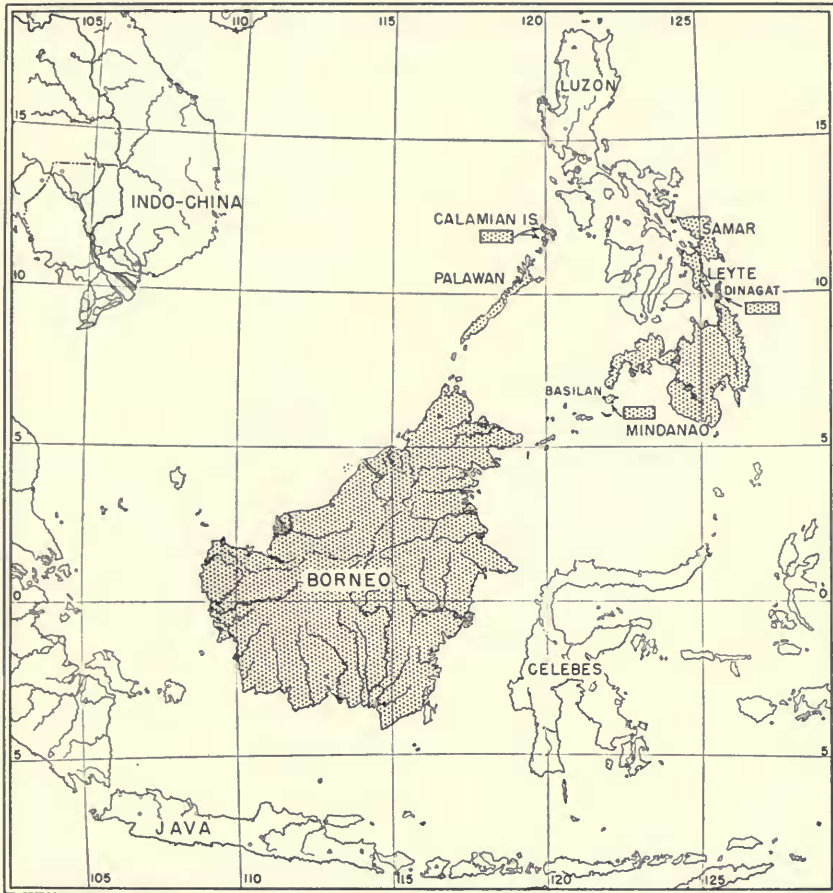 105 110 115 120 125
LUZON
15 15
INDO-CHINA
CALAMIAN IS.
SAMAR
PALAWAN
LEYTE
10 10
DINAGAT
BASILAN
MINDANAO
5 5
BORNEO
0 0
CELEBES
5 5
JAVA
105 110 115 120 125